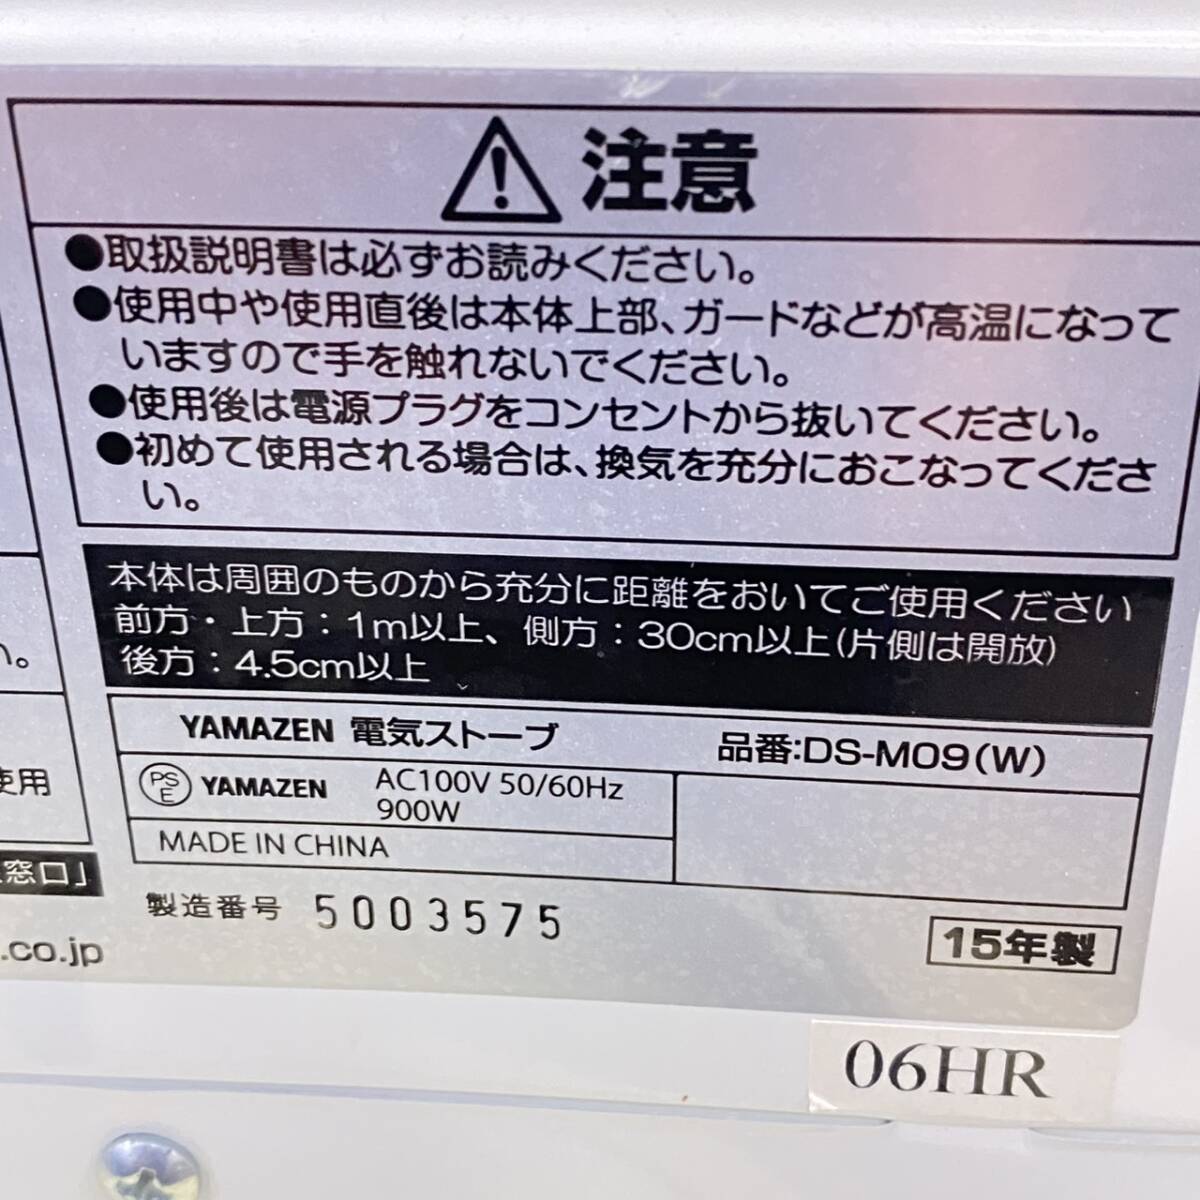 注意
●取扱説明書は必ずお読みください。
●使用中や使用直後は本体上部、ガードなどが高温になって
いますので手を触れないでください。
●使用後は電源プラグをコンセントから抜いてください。
●初めて使用される場合は、換気を充分におこなってくださ
い。
本体は周囲のものから充分に距離をおいてご使用ください
前方・上方：1m以上、側方：30cm以上(片側は開放)
後方：4.5cm以上
YAMAZEN 電気ストーブ 品番:DS-M09(W)
PSE YAMAZEN AC100V 50/60Hz
900W
MADE IN CHINA
製造番号 5003575
15年製
い。
使用
窓口」
.co.jp
06HR